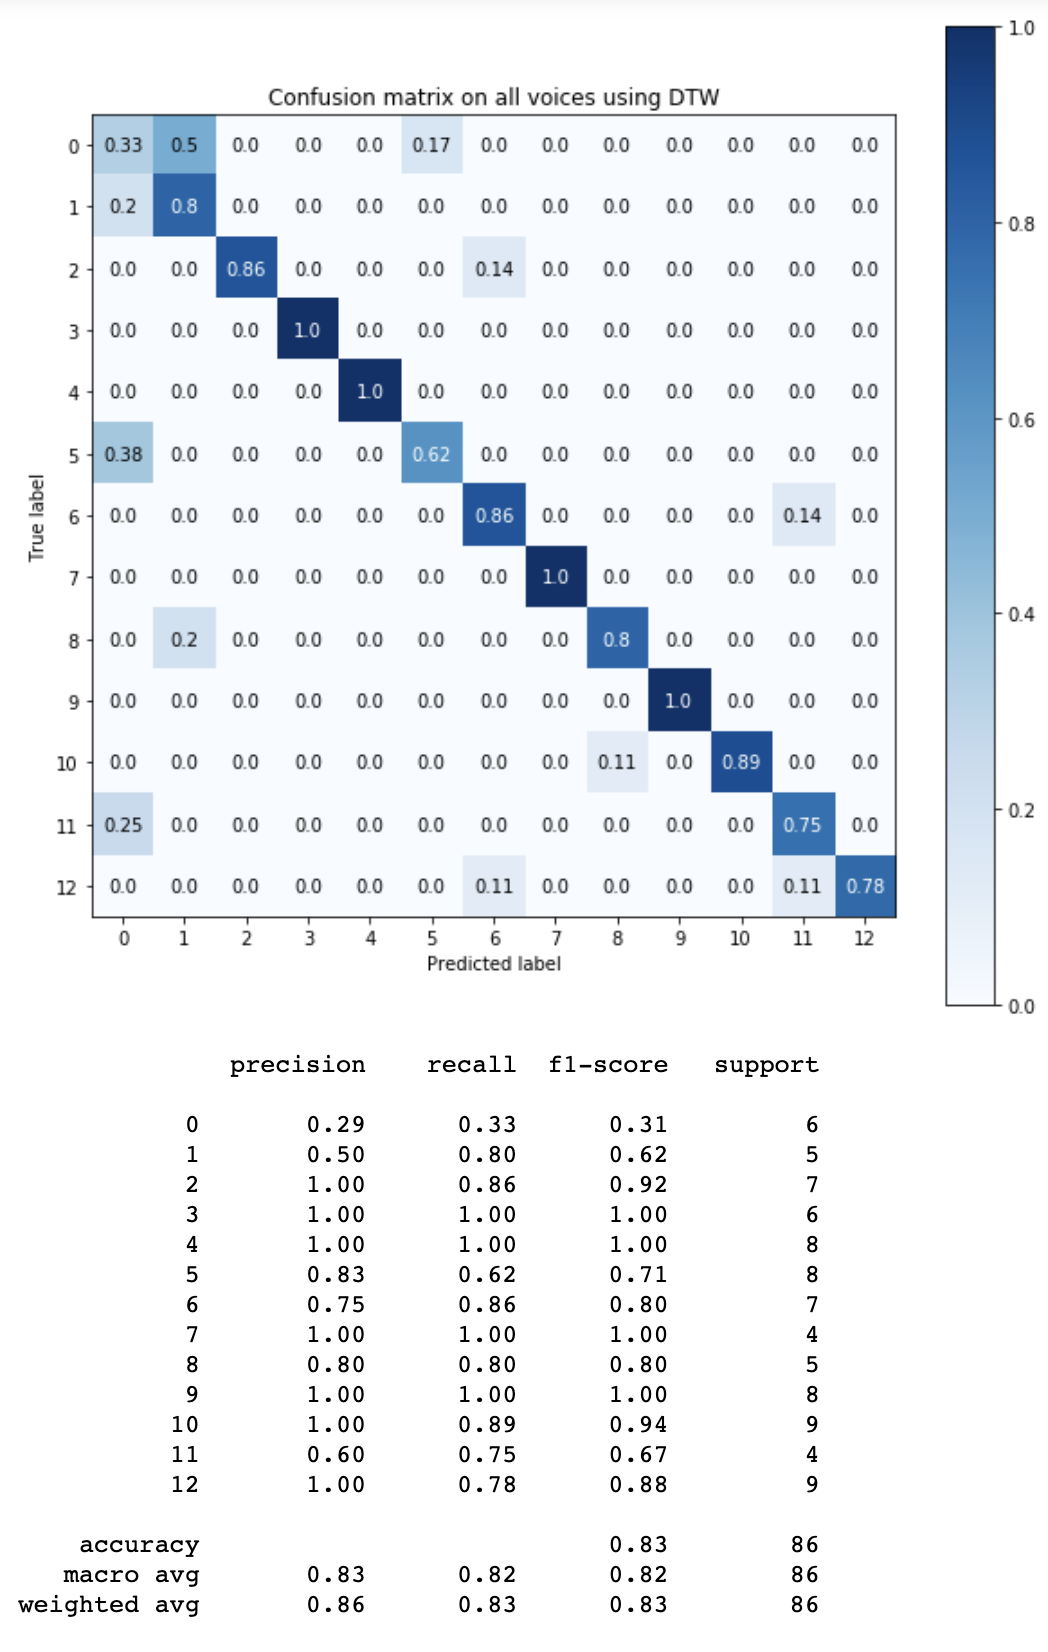 1.0
Confusion matrix on all voices using DTW
0 0.33 0.5 0.0 0.0 0.0 0.17 0.0 0.0 0.0 0.0 0.0 0.0 0.0
1 0.2 0.8 0.0 0.0 0.0 0.0 0.0 0.0 0.0 0.0 0.0 0.0 0.0
0.8
2 0.0 0.0 0.86 0.0 0.0 0.0 0.14 0.0 0.0 0.0 0.0 0.0 0.0
3 0.0 0.0 0.0 1.0 0.0 0.0 0.0 0.0 0.0 0.0 0.0 0.0 0.0
4 0.0 0.0 0.0 0.0 1.0 0.0 0.0 0.0 0.0 0.0 0.0 0.0 0.0
0.6
5 0.38 0.0 0.0 0.0 0.0 0.62 0.0 0.0 0.0 0.0 0.0 0.0 0.0
True label
6 0.0 0.0 0.0 0.0 0.0 0.0 0.86 0.0 0.0 0.0 0.0 0.14 0.0
7 0.0 0.0 0.0 0.0 0.0 0.0 0.0 1.0 0.0 0.0 0.0 0.0 0.0
0.4
8 0.0 0.2 0.0 0.0 0.0 0.0 0.0 0.0 0.8 0.0 0.0 0.0 0.0
9 0.0 0.0 0.0 0.0 0.0 0.0 0.0 0.0 0.0 1.0 0.0 0.0 0.0
10 0.0 0.0 0.0 0.0 0.0 0.0 0.0 0.0 0.11 0.0 0.89 0.0 0.0
0.2
11 0.25 0.0 0.0 0.0 0.0 0.0 0.0 0.0 0.0 0.0 0.0 0.75 0.0
12 0.0 0.0 0.0 0.0 0.0 0.0 0.11 0.0 0.0 0.0 0.0 0.11 0.78
0 1 2 3 4 5 6 7 8 9 10 11 12
Predicted label
0.0
precision recall f1-score support
0 0.29 0.33 0.31 6
1 0.50 0.80 0.62 5
2 1.00 0.86 0.92 7
3 1.00 1.00 1.00 6
4 1.00 1.00 1.00 8
5 0.83 0.62 0.71 8
6 0.75 0.86 0.80 7
7 1.00 1.00 1.00 4
8 0.80 0.80 0.80 5
9 1.00 1.00 1.00 8
10 1.00 0.89 0.94 9
11 0.60 0.75 0.67 4
12 1.00 0.78 0.88 9
accuracy 0.83 86
macro avg 0.83 0.82 0.82 86
weighted avg 0.86 0.83 0.83 86